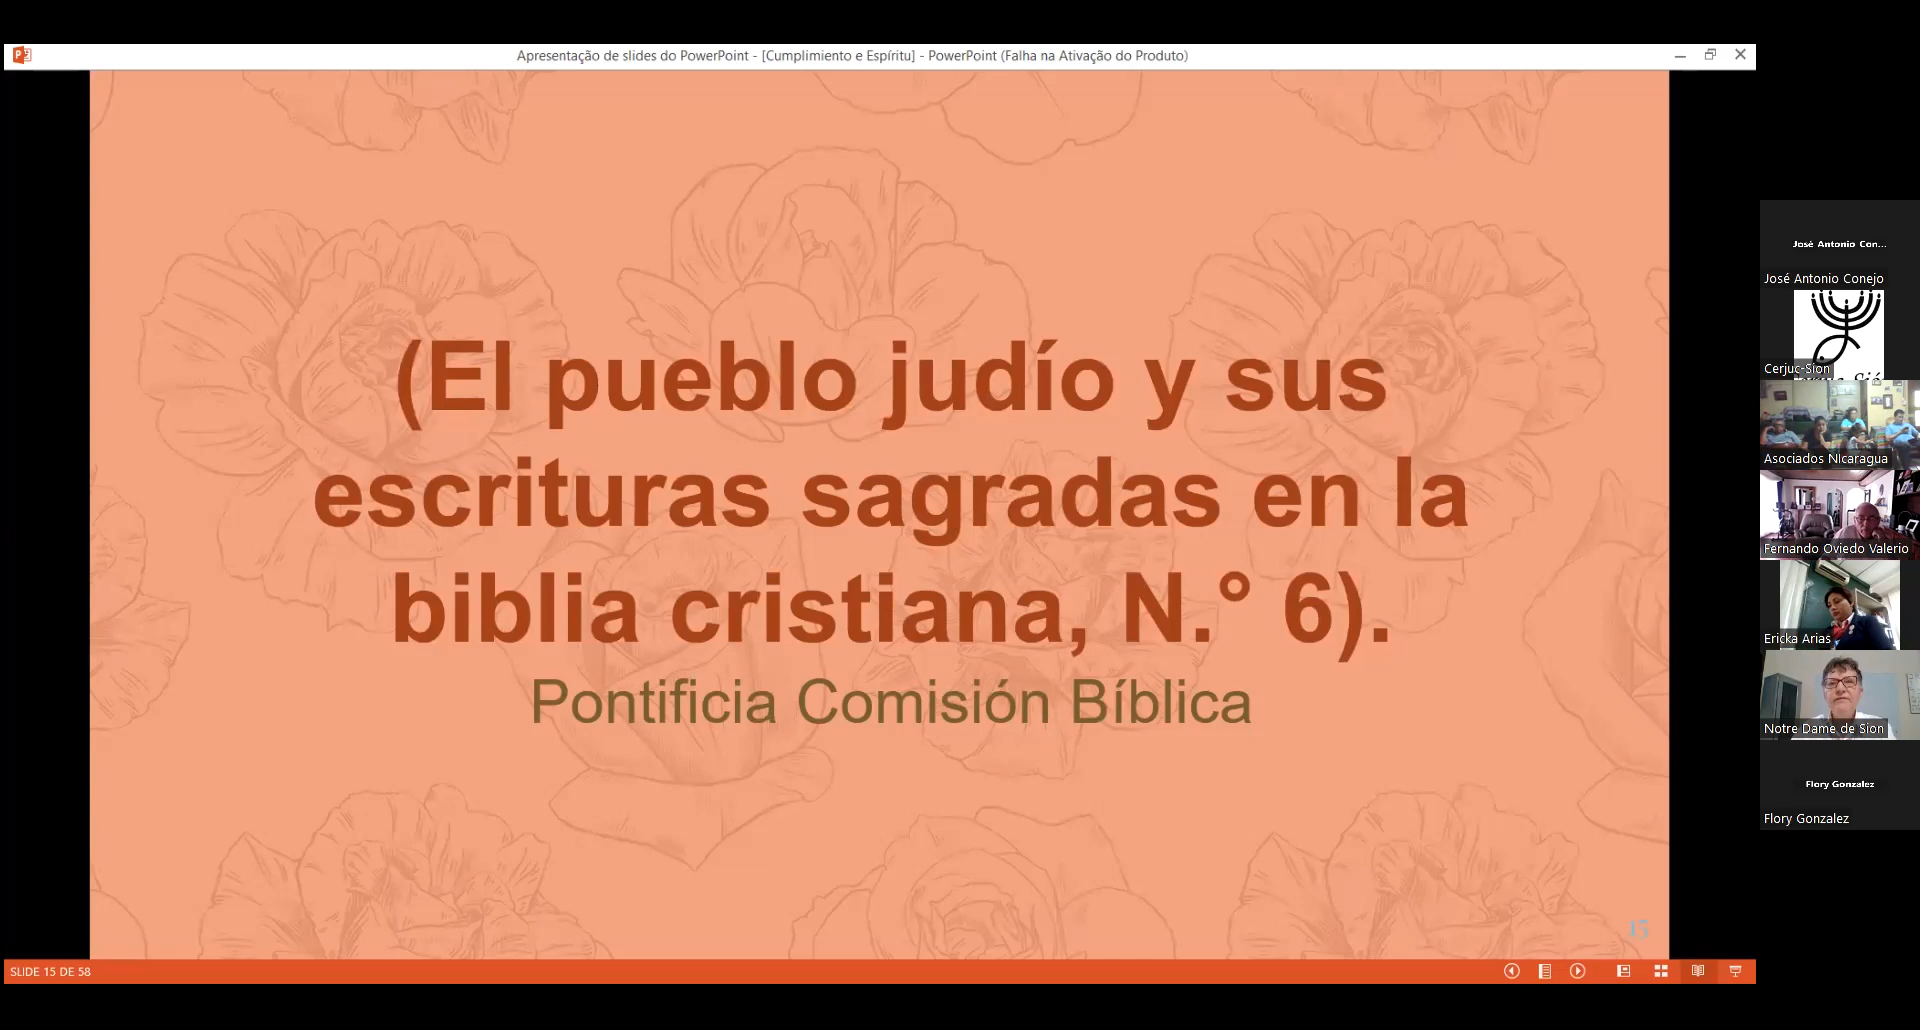 Apresentação de slides do PowerPoint - [Cumplimiento e Espíritu] - PowerPoint (Falha na Ativação do Produto)
(El pueblo judío y sus
escrituras sagradas en la
biblia cristiana, N.° 6).
Pontificia Comisión Bíblica
15
SLIDE 15 DE 58
José Antonio Con...
José Antonio Conejo
Cerjuc-Sion
Asociados NIcaragua
Fernando Oviedo Valerio
Ericka Arias
Notre Dame de Sion
Flory Gonzalez
Flory Gonzalez